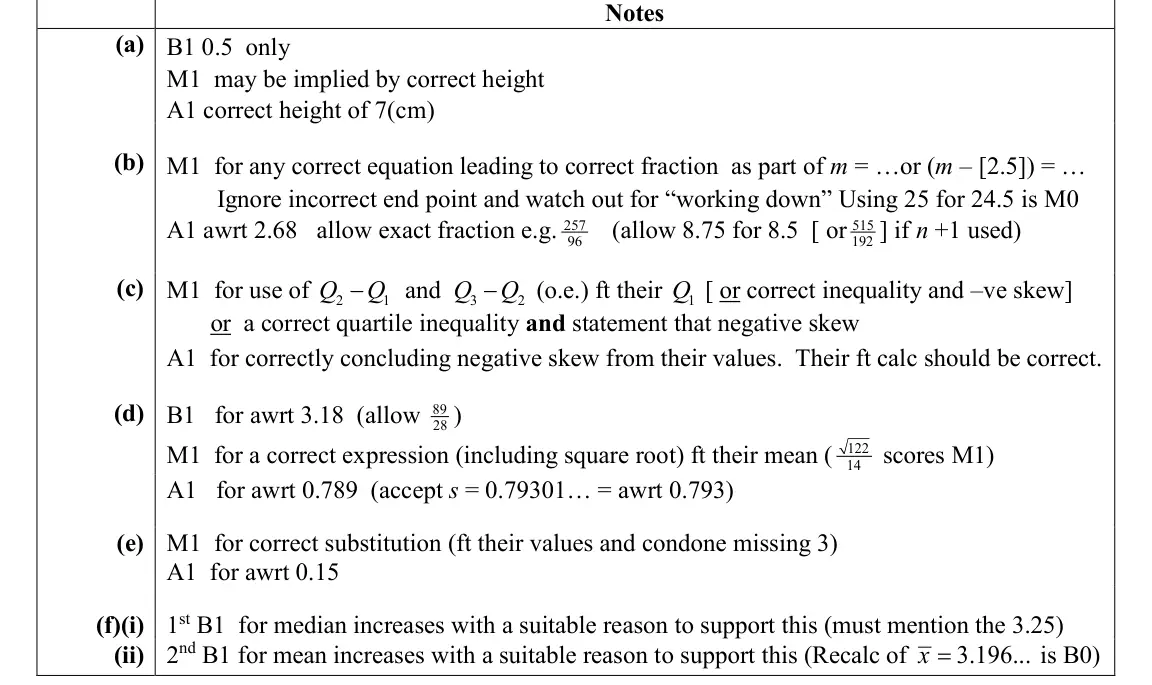 Notes
(a) B1 0.5 only
M1 may be implied by correct height
A1 correct height of 7(cm)
(b) M1 for any correct equation leading to correct fraction as part of m = …or (m – [2.5]) = …
Ignore incorrect end point and watch out for “working down” Using 25 for 24.5 is M0
A1 awrt 2.68 allow exact fraction e.g. 257/96 (allow 8.75 for 8.5 [ or 515/192 ] if n +1 used)
(c) M1 for use of Q₂ – Q₁ and Q₃ – Q₂ (o.e.) ft their Q₁ [ or correct inequality and –ve skew]
or a correct quartile inequality and statement that negative skew
A1 for correctly concluding negative skew from their values. Their ft calc should be correct.
(d) B1 for awrt 3.18 (allow 89/28 )
M1 for a correct expression (including square root) ft their mean ( √122/14 scores M1)
A1 for awrt 0.789 (accept s = 0.79301… = awrt 0.793)
(e) M1 for correct substitution (ft their values and condone missing 3)
A1 for awrt 0.15
(f)(i) 1st B1 for median increases with a suitable reason to support this (must mention the 3.25)
(ii) 2nd B1 for mean increases with a suitable reason to support this (Recalc of x̄ = 3.196... is B0)